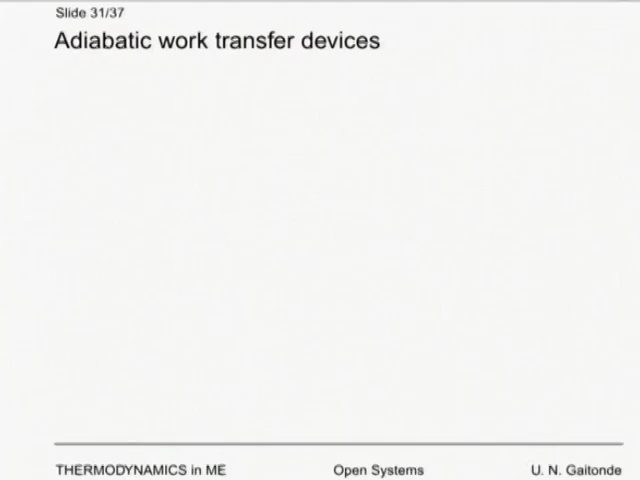 Slide 31/37
Adiabatic work transfer devices
THERMODYNAMICS in ME Open Systems U. N. Gaitonde